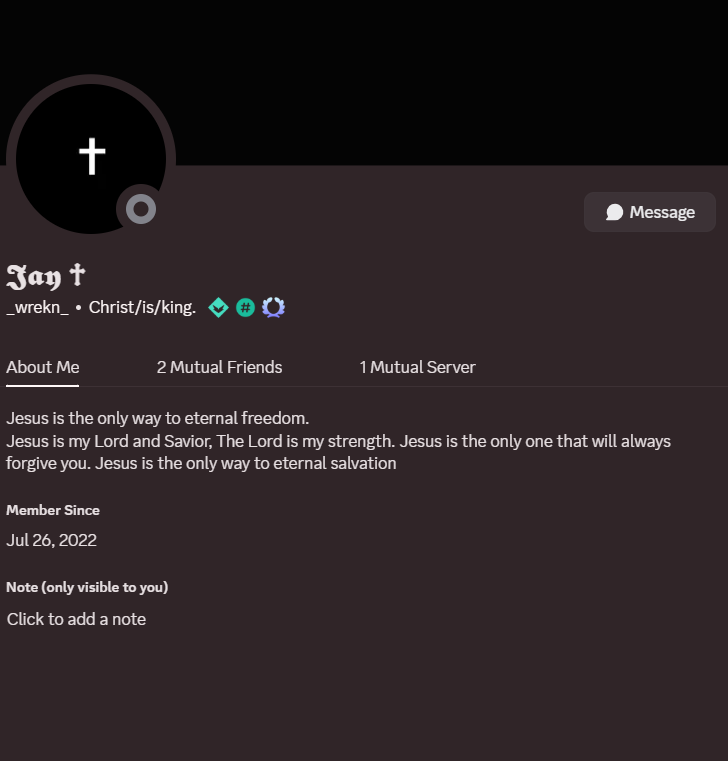 Message
𝕵𝖆𝖞 ✝
_wrekn_ • Christ/is/king. #
About Me 2 Mutual Friends 1 Mutual Server
Jesus is the only way to eternal freedom.
Jesus is my Lord and Savior, The Lord is my strength. Jesus is the only one that will always
forgive you. Jesus is the only way to eternal salvation
Member Since
Jul 26, 2022
Note (only visible to you)
Click to add a note